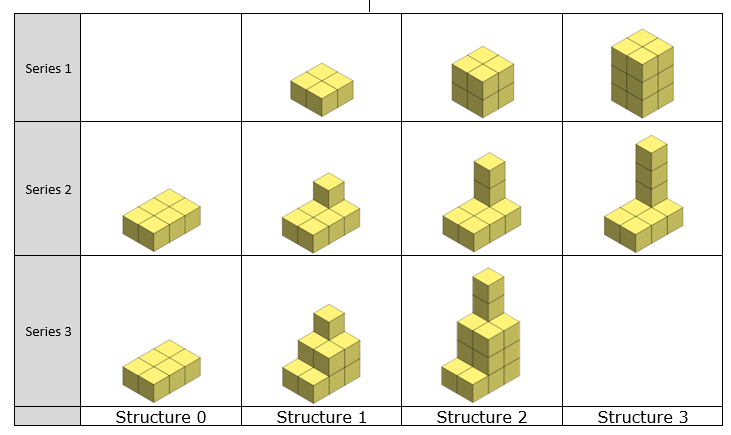 Series 1
Series 2
Series 3
Structure 0
Structure 1
Structure 2
Structure 3